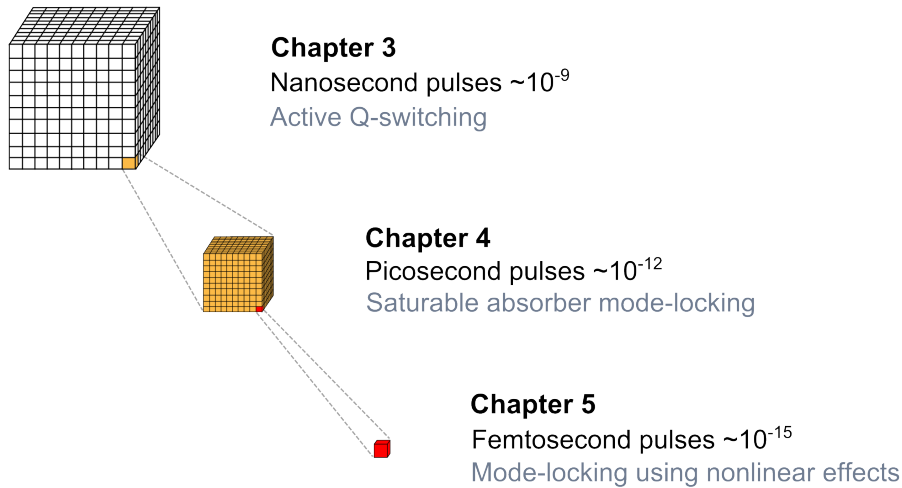 Chapter 3
Nanosecond pulses ~10⁻⁹
Active Q-switching
Chapter 4
Picosecond pulses ~10⁻¹²
Saturable absorber mode-locking
Chapter 5
Femtosecond pulses ~10⁻¹⁵
Mode-locking using nonlinear effects